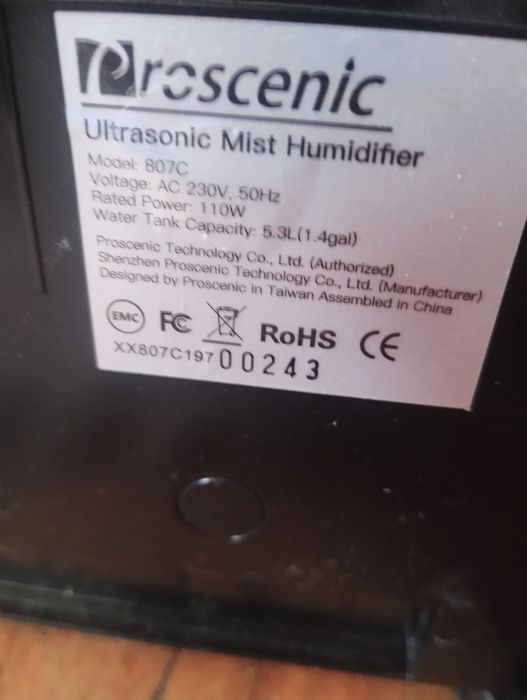 Proscenic
Ultrasonic Mist Humidifier
Model: 807C
Voltage: AC 230V, 50Hz
Rated Power: 110W
Water Tank Capacity: 5.3L(1.4gal)
Proscenic Technology Co., Ltd. (Authorized)
Shenzhen Proscenic Technology Co., Ltd. (Manufacturer)
Designed by Proscenic in Taiwan Assembled in China
EMC FC RoHS CE
XX807C19700243